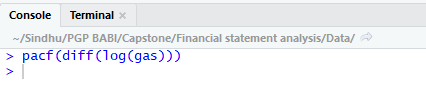 Console Terminal ×
~/Sindhu/PGP BABI/Capstone/Financial statement analysis/Data/
> pacf(diff(log(gas)))
>